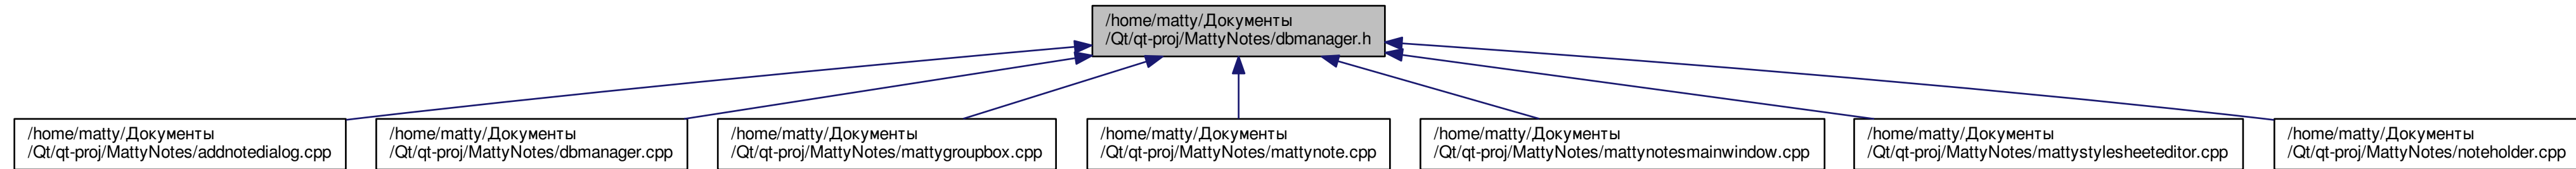 /home/matty/Документы
/Qt/qt-proj/MattyNotes/dbmanager.h
/home/matty/Документы
/Qt/qt-proj/MattyNotes/addnotedialog.cpp
/home/matty/Документы
/Qt/qt-proj/MattyNotes/dbmanager.cpp
/home/matty/Документы
/Qt/qt-proj/MattyNotes/mattygroupbox.cpp
/home/matty/Документы
/Qt/qt-proj/MattyNotes/mattynote.cpp
/home/matty/Документы
/Qt/qt-proj/MattyNotes/mattynotesmainwindow.cpp
/home/matty/Документы
/Qt/qt-proj/MattyNotes/mattystylesheeteditor.cpp
/home/matty/Документы
/Qt/qt-proj/MattyNotes/noteholder.cpp